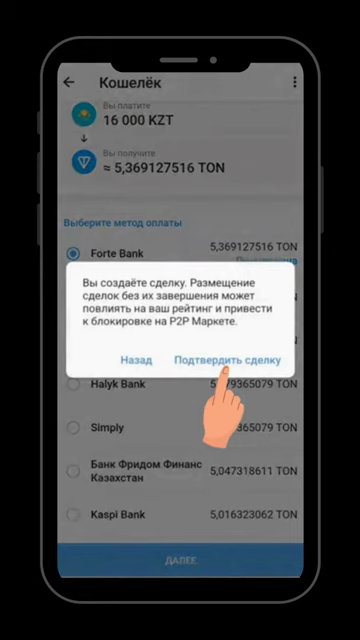 Кошелёк
Вы платите
16 000 KZT
Вы получите
≈ 5,369127516 TON
Выберите метод оплаты
Forte Bank
5,369127516 TON
Вы создаёте сделку. Размещение
сделок без их завершения может
повлиять на ваш рейтинг и привести
к блокировке на P2P Маркете.
Назад
Подтвердить сделку
Halyk Bank
TON
Simply
TON
Банк Фридом Финанс
Казахстан
5,047318611 TON
Kaspi Bank
5,016323062 TON
ДАЛЕЕ